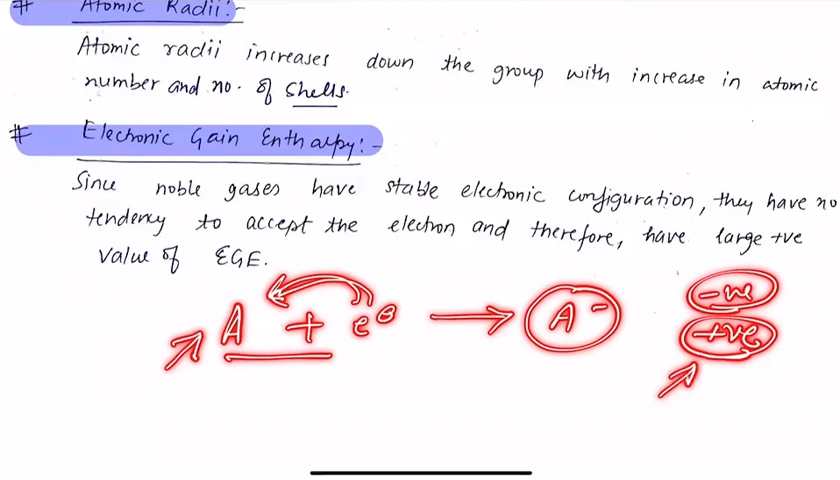 # Atomic Radii:-
Atomic radii increases down the group with increase in atomic
number and no. of shells.
# Electronic Gain Enthalpy:-
Since noble gases have stable electronic configuration, they have no
tendency to accept the electron and therefore, have large +ve
value of EGE.
A + e⊖ → A⁻
-ve
+ve